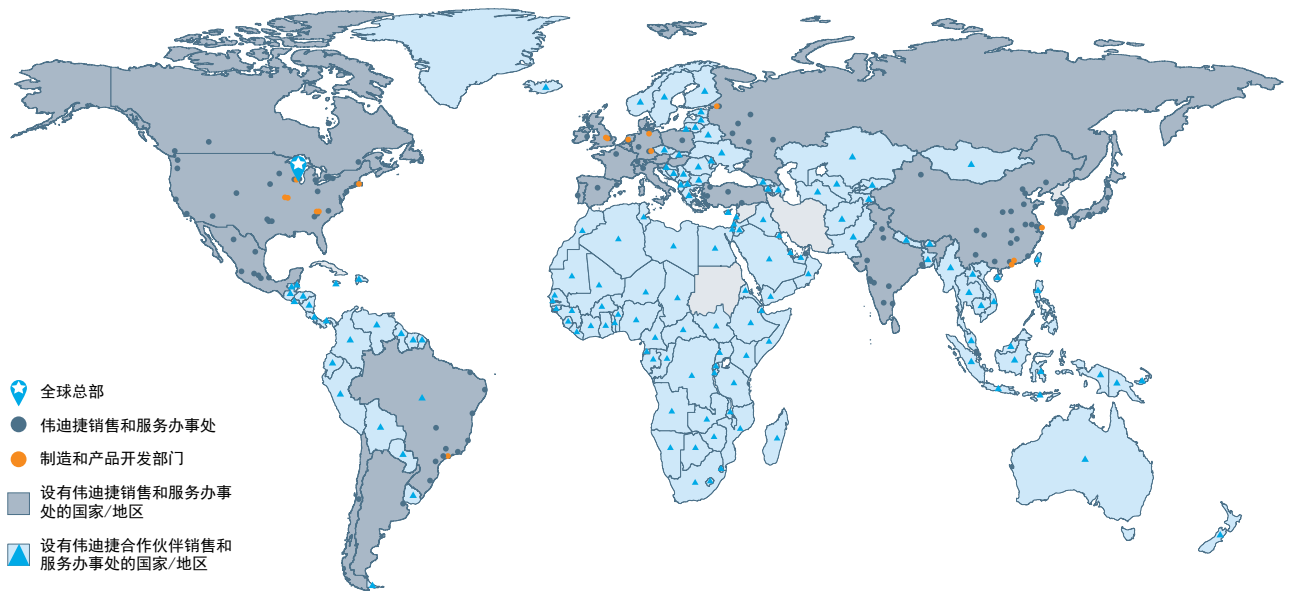 全球总部
伟迪捷销售和服务办事处
制造和产品开发部门
设有伟迪捷销售和服务办事
处的国家/地区
设有伟迪捷合作伙伴销售和
服务办事处的国家/地区